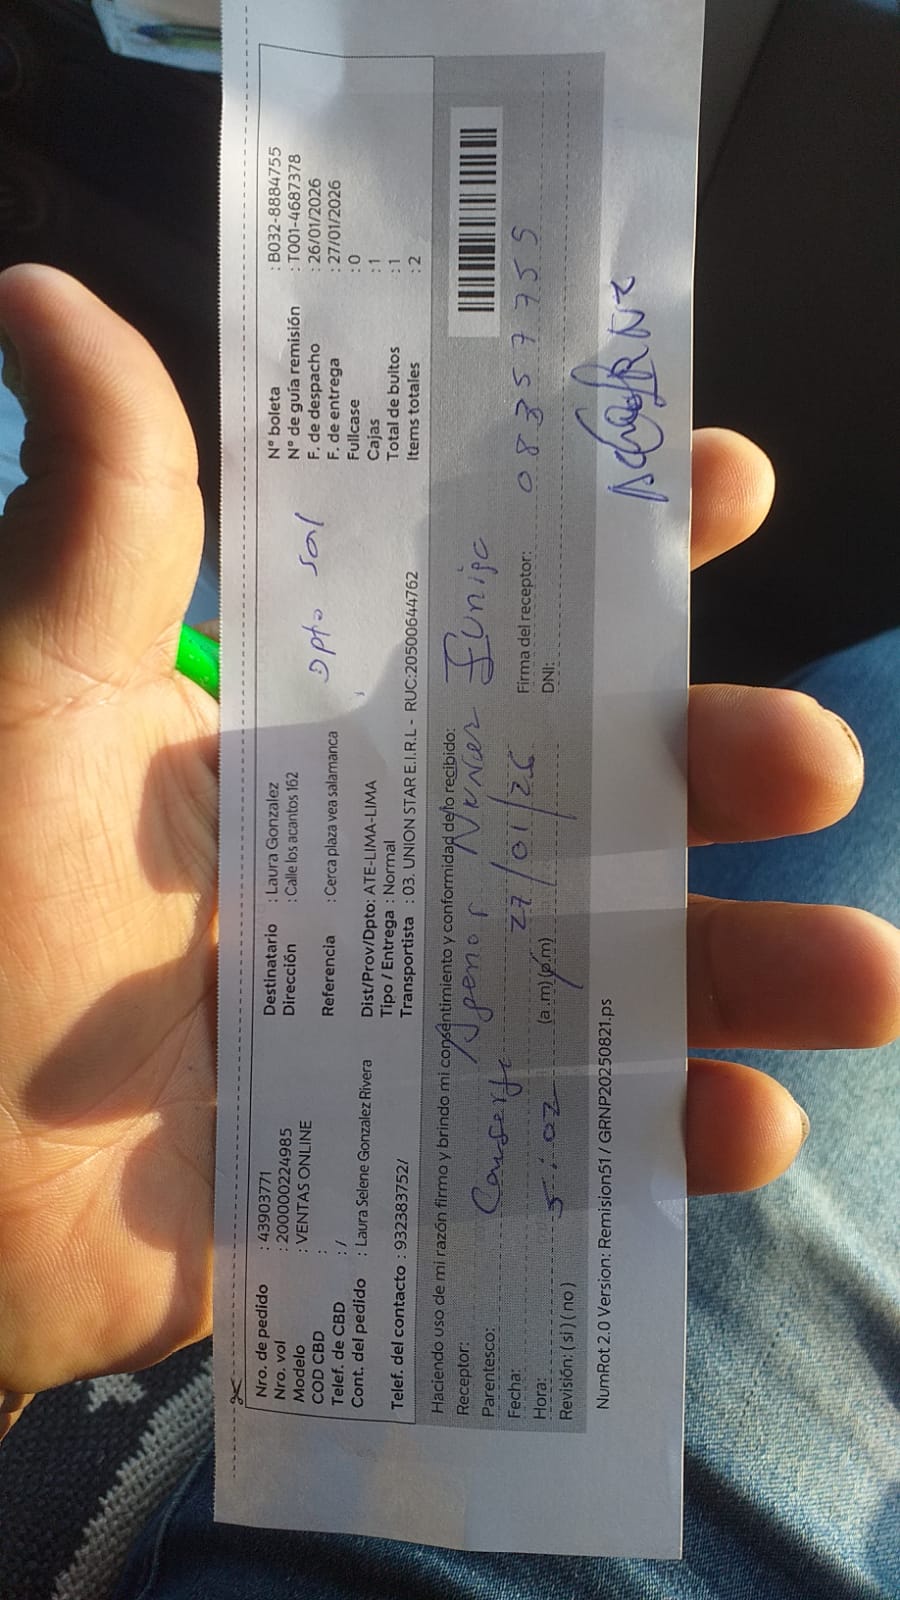 Nro. de pedido : 43903771
Nro. vol : 200000224985
Modelo : VENTAS ONLINE
COD CBD :
Telef. de CBD : /
Cont. del pedido : Laura Selene Gonzalez Rivera
Telef. del contacto : 932383752/
Destinatario : Laura Gonzalez
Dirección : Calle los acantos 162
Referencia : Cerca plaza vea salamanca
Dist/Prov/Dpto: ATE-LIMA-LIMA
Tipo / Entrega : Normal
Transportista : 03. UNION STAR E.I.R.L - RUC:20500644762
Dpto 501
N° boleta : B032-8884755
N° de guía remisión : T001-4687378
F. de despacho : 26/01/2026
F. de entrega : 27/01/2026
Fullcase : 0
Cajas : 1
Total de bultos : 1
Items totales : 2
Haciendo uso de mi razón firmo y brindo mi consentimiento y conformidad de lo recibido:
Receptor: Agenor Nuñez Zuniga
Parentesco: Conserje
Fecha: 27/01/26
Hora: 5:02 (a.m)(p.m)
Revisión: ( si ) ( no )
Firma del receptor:
DNI: 08357755
NumRot 2.0 Version: Remision51 / GRNP20250821.ps